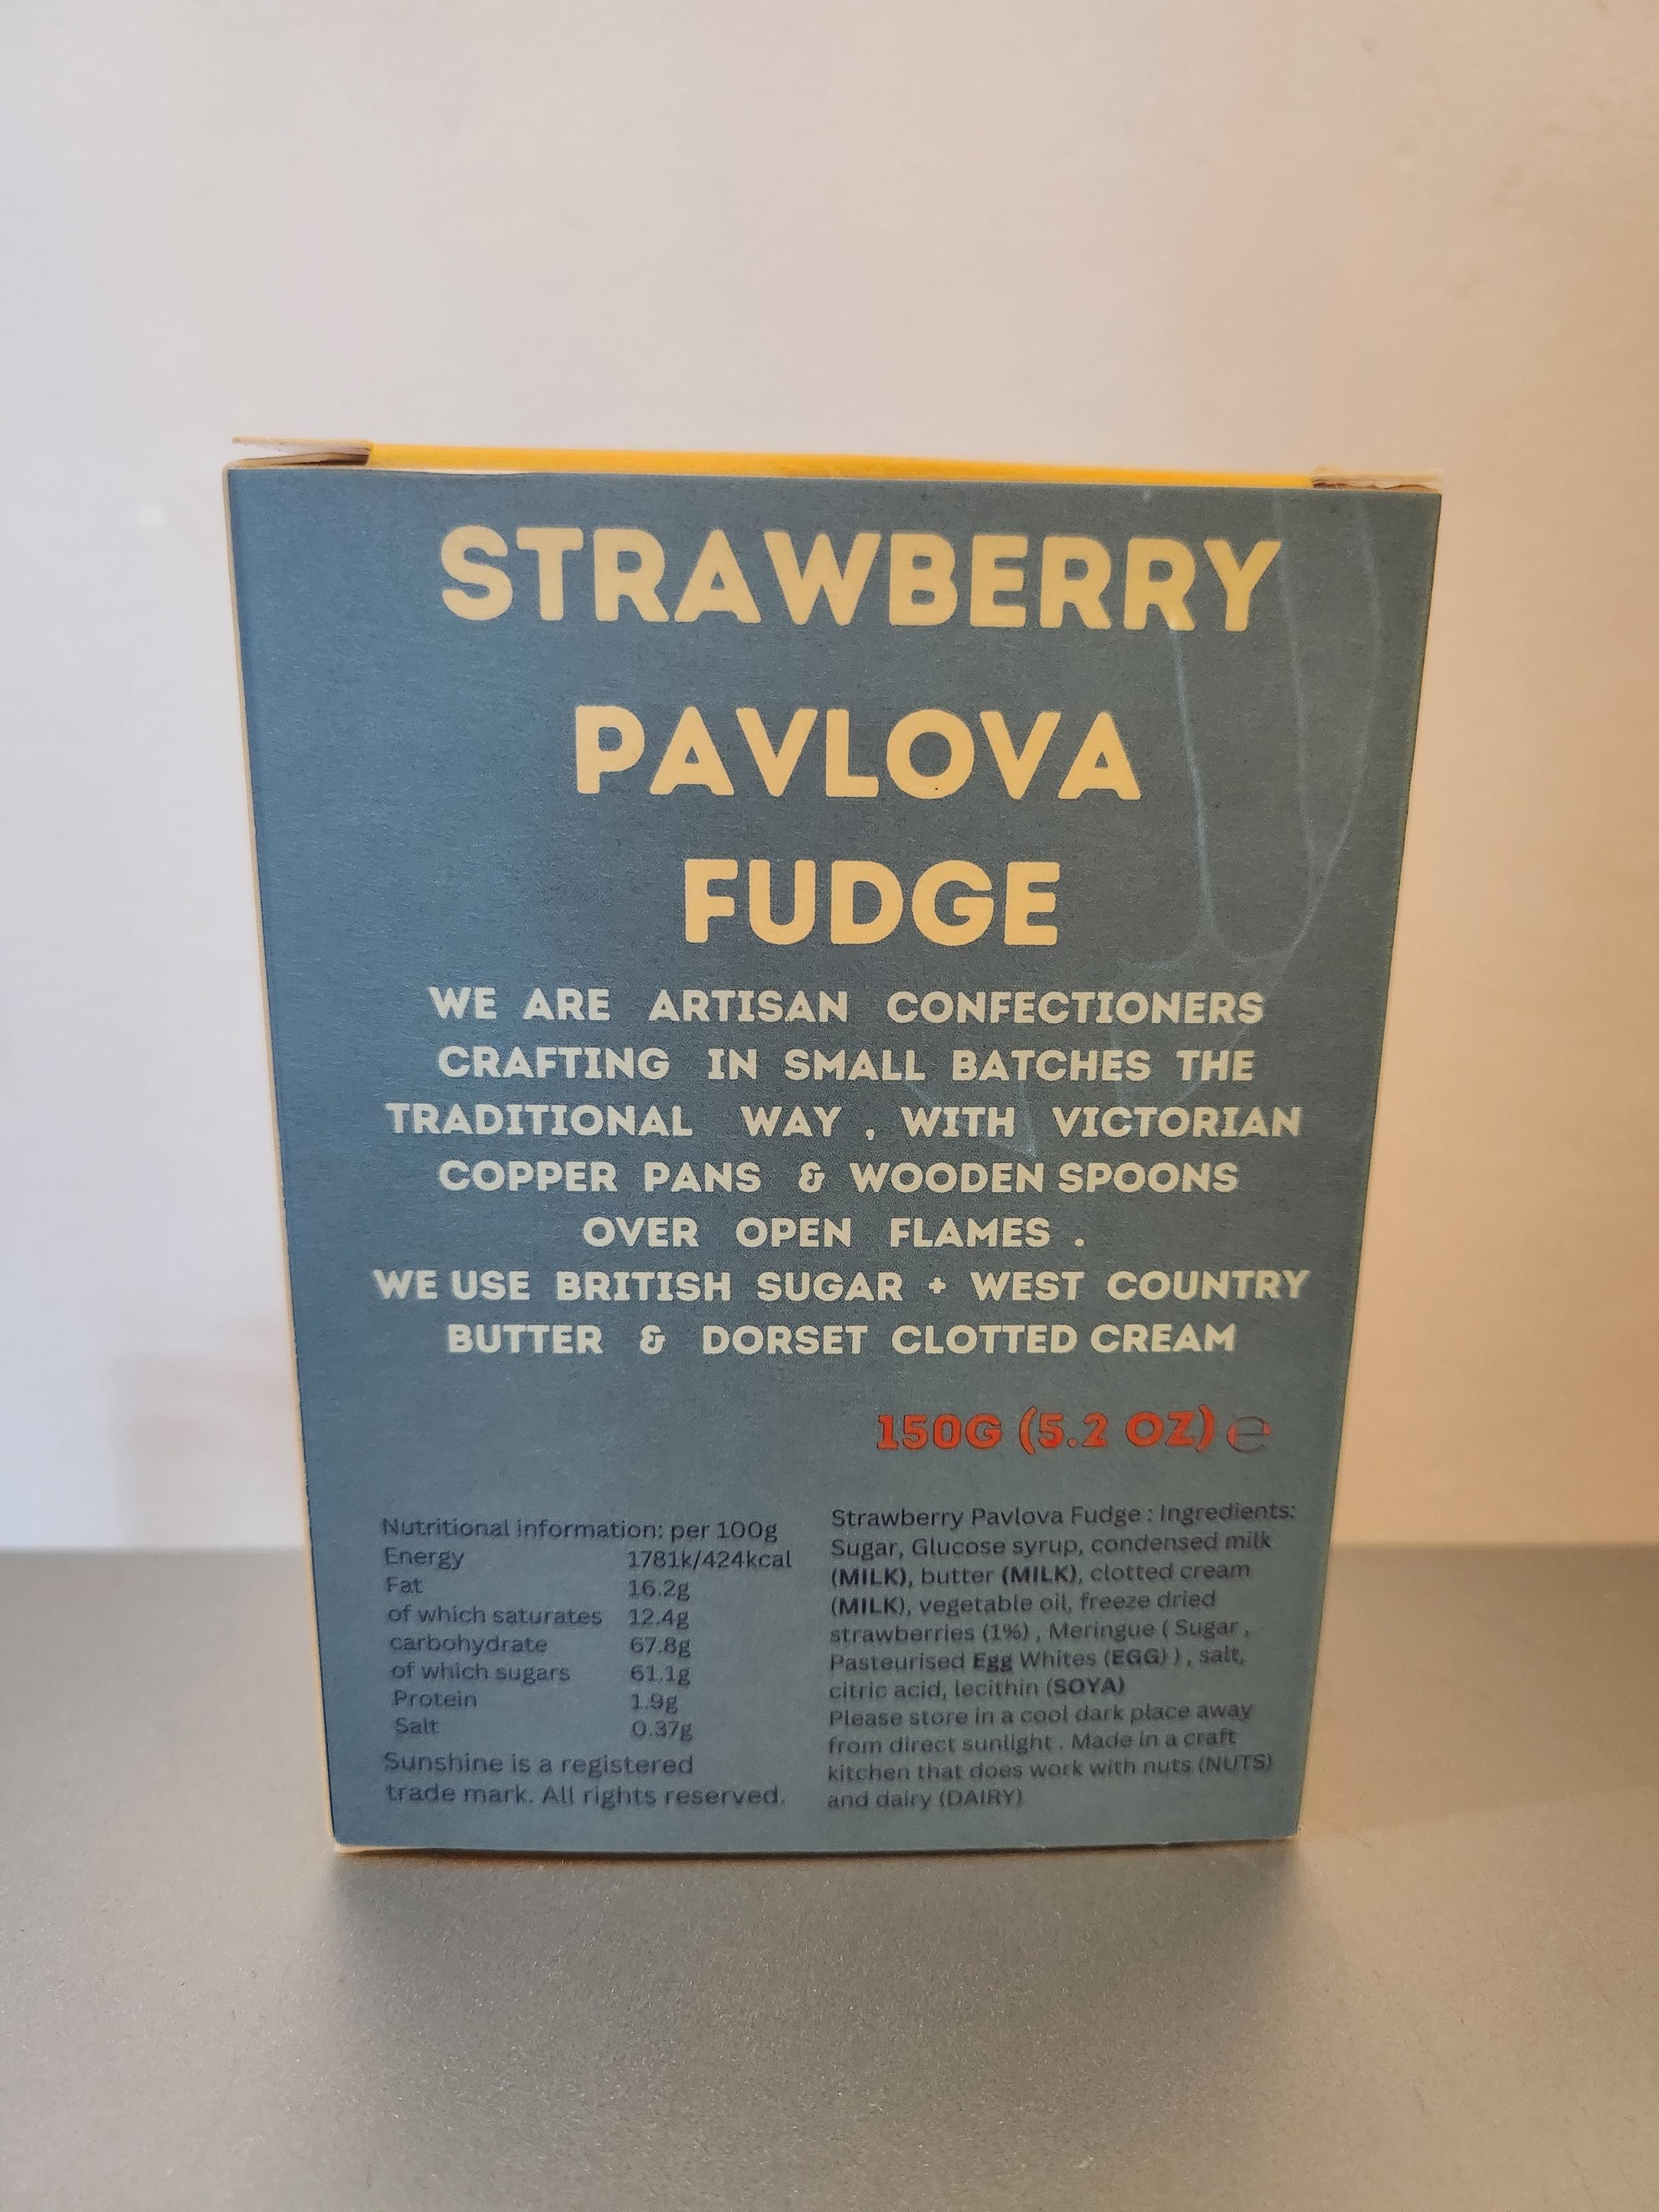 STRAWBERRY
PAVLOVA
FUDGE
WE ARE ARTISAN CONFECTIONERS
CRAFTING IN SMALL BATCHES THE
TRADITIONAL WAY , WITH VICTORIAN
COPPER PANS & WOODEN SPOONS
OVER OPEN FLAMES .
WE USE BRITISH SUGAR + WEST COUNTRY
BUTTER & DORSET CLOTTED CREAM
150G (5.2 OZ) ℮
Nutritional information: per 100g
Energy 1781k/424kcal
Fat 16.2g
of which saturates 12.4g
carbohydrate 67.8g
of which sugars 61.1g
Protein 1.9g
Salt 0.37g
Sunshine is a registered
trade mark. All rights reserved.
Strawberry Pavlova Fudge : Ingredients:
Sugar, Glucose syrup, condensed milk
(MILK), butter (MILK), clotted cream
(MILK), vegetable oil, freeze dried
strawberries (1%) , Meringue ( Sugar ,
Pasteurised Egg Whites (EGG) ) , salt,
citric acid, lecithin (SOYA)
Please store in a cool dark place away
from direct sunlight . Made in a craft
kitchen that does work with nuts (NUTS)
and dairy (DAIRY)